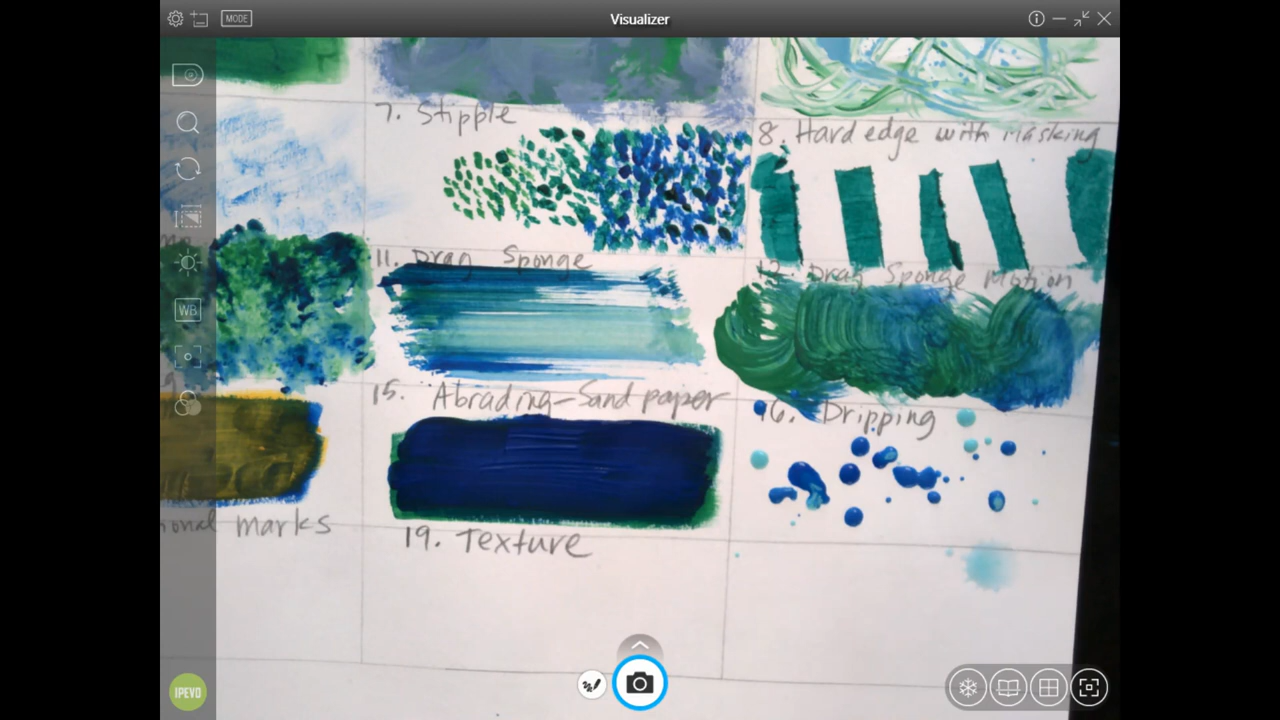 MODE
Visualizer
7. Stipple
8. Hard edge with Masking
11. Drag Sponge
12. Drag Sponge Motion
WB
15. Abrading-Sand paper
16. Dripping
ional marks
19. Texture
IPEVO